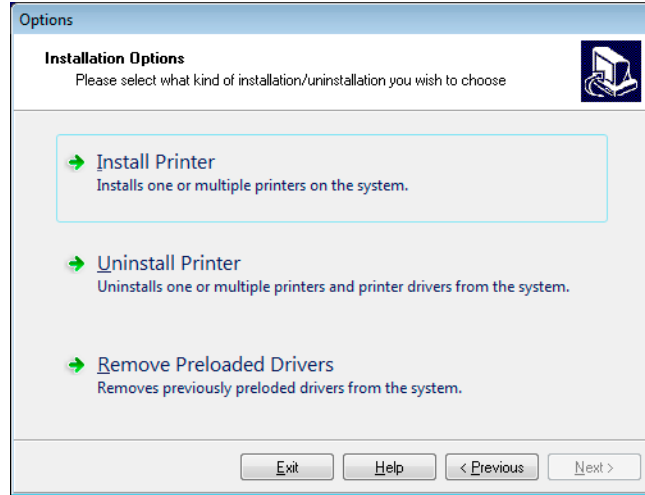 Options
Installation Options
Please select what kind of installation/uninstallation you wish to choose
Install Printer
Installs one or multiple printers on the system.
Uninstall Printer
Uninstalls one or multiple printers and printer drivers from the system.
Remove Preloaded Drivers
Removes previously preloded drivers from the system.
Exit Help < Previous Next >